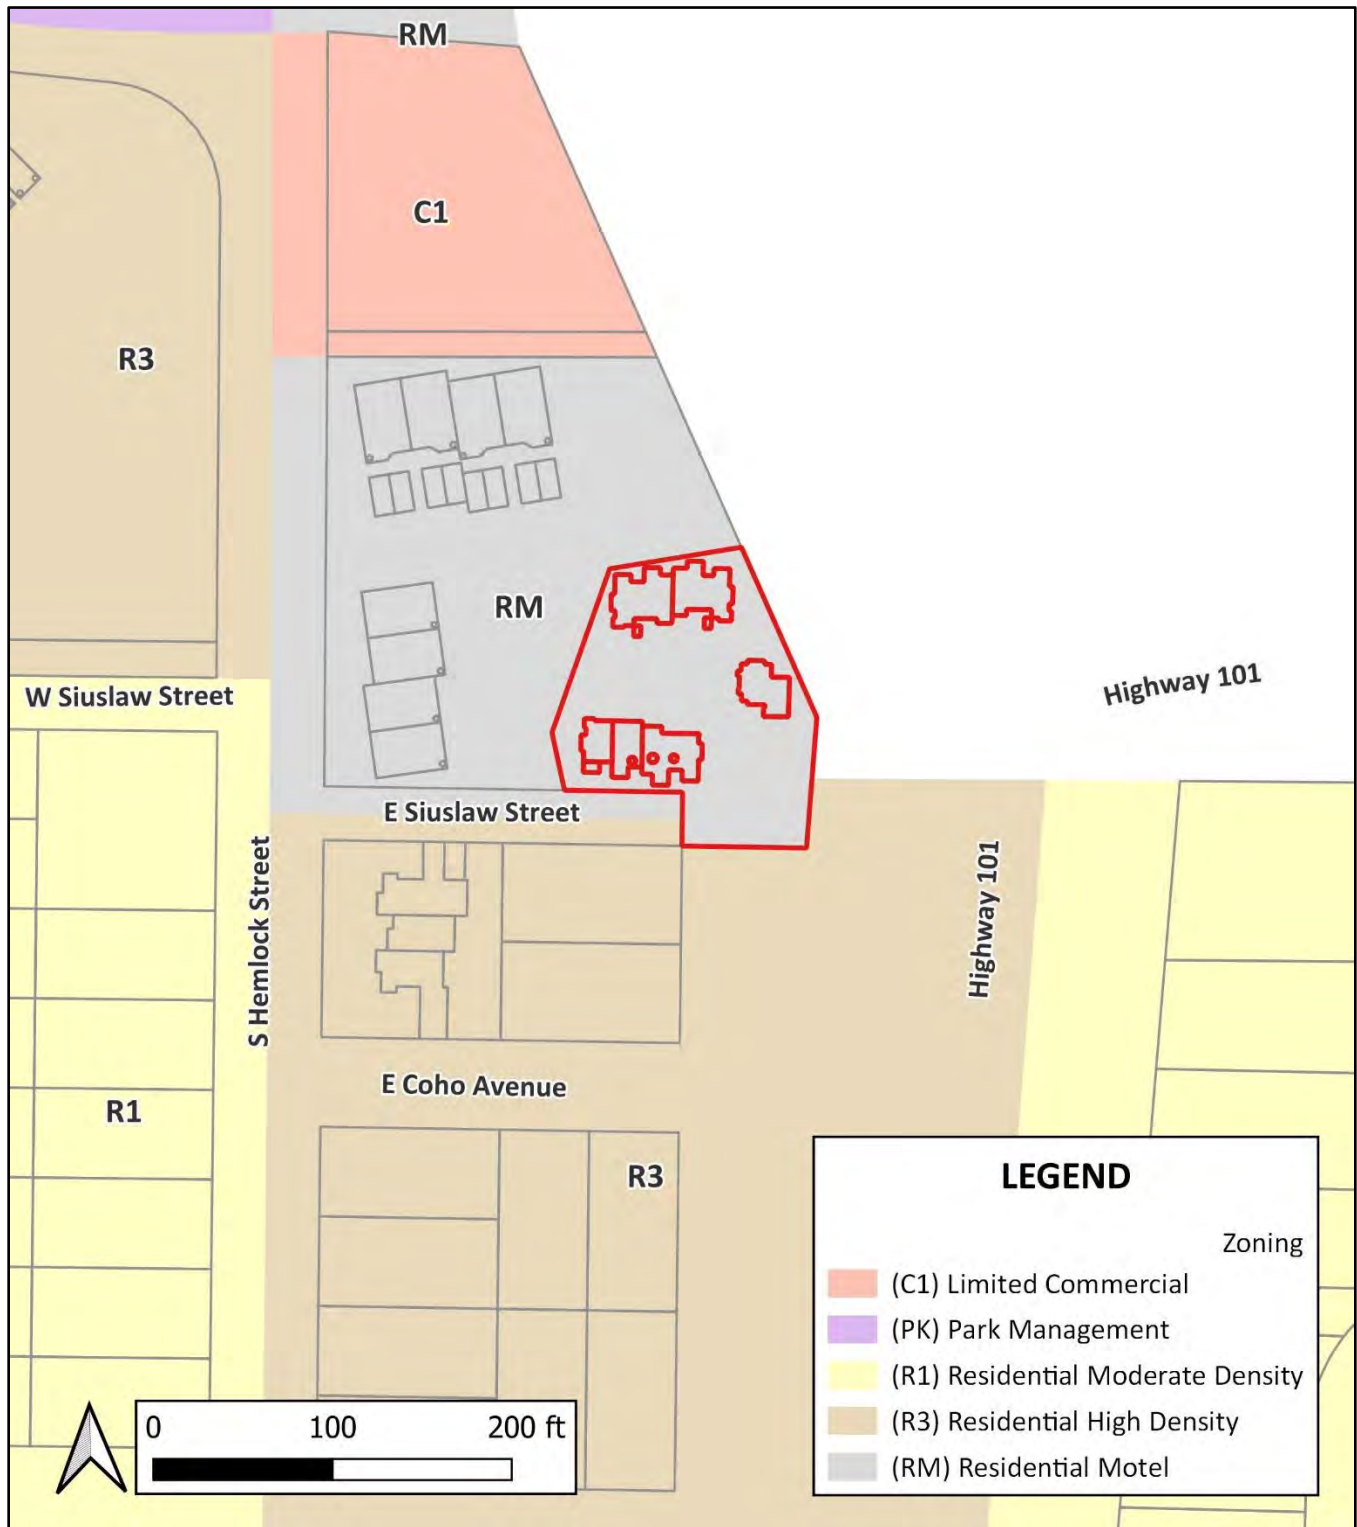 RM
C1
R3
RM
Highway 101
W Siuslaw Street
E Siuslaw Street
S Hemlock Street
Highway 101
E Coho Avenue
R1
R3
LEGEND
Zoning
(C1) Limited Commercial
(PK) Park Management
(R1) Residential Moderate Density
(R3) Residential High Density
(RM) Residential Motel
0 100 200 ft